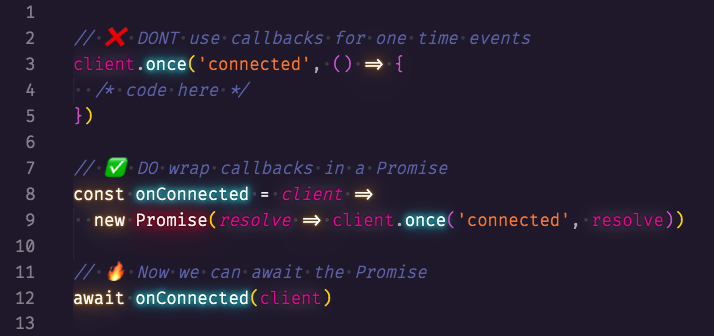 1
2 // ❌ DONT use callbacks for one time events
3 client.once('connected', () => {
4   /* code here */
5 })
6
7 // ✅ DO wrap callbacks in a Promise
8 const onConnected = client =>
9   new Promise(resolve => client.once('connected', resolve))
10
11 // 🔥 Now we can await the Promise
12 await onConnected(client)
13